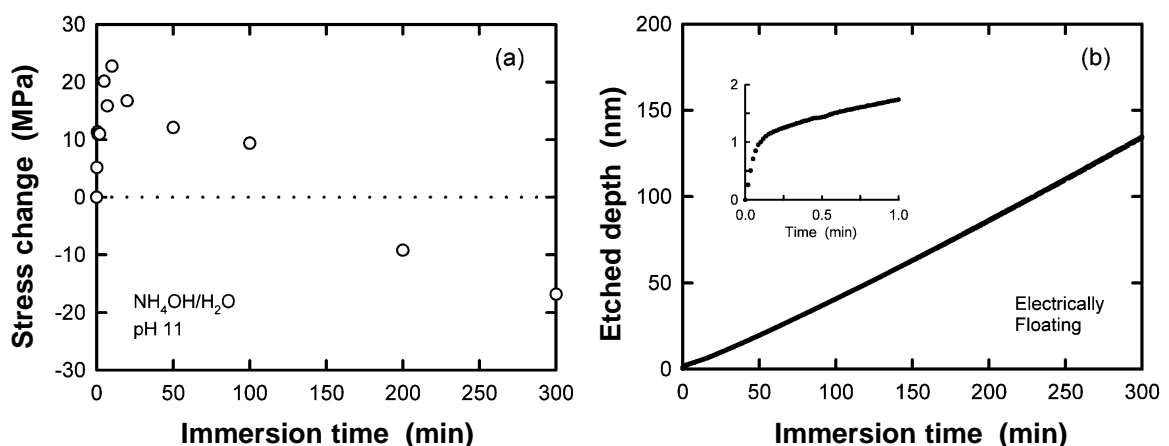 (a)
Stress change (MPa)
30
20
10
0
-10
-20
-30
NH₄OH/H₂O
pH 11
0 50 100 150 200 250 300
Immersion time (min)
(b)
Etched depth (nm)
200
150
100
50
0
2
1
0
0.0 0.5 1.0
Time (min)
Electrically
Floating
0 50 100 150 200 250 300
Immersion time (min)